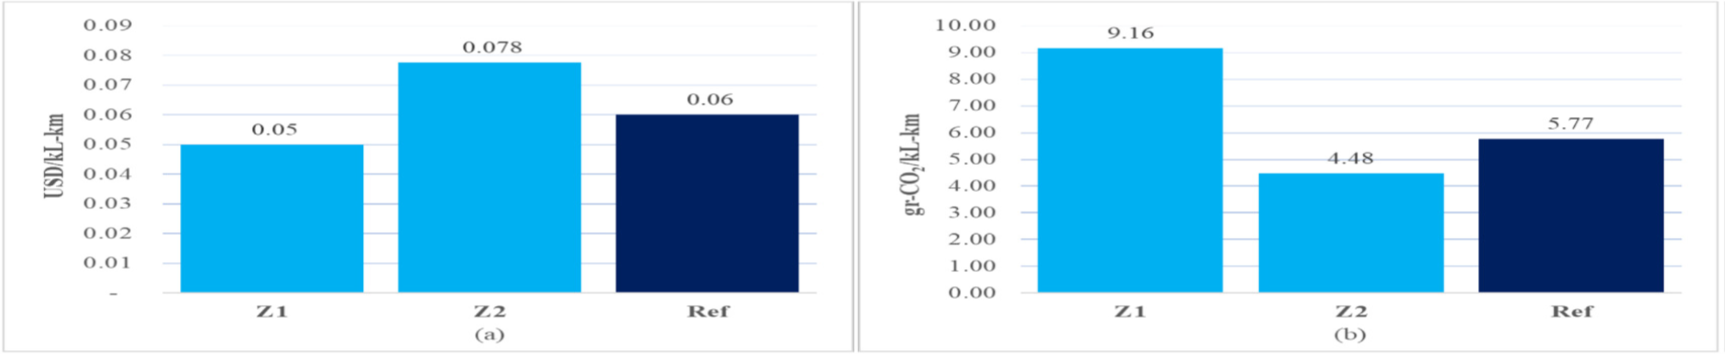 0.09
0.08
0.07
0.06
0.05
0.04
0.03
0.02
0.01
-
USD/kL-km
0.05
0.078
0.06
Z1
Z2
Ref
(a)
10.00
9.00
8.00
7.00
6.00
5.00
4.00
3.00
2.00
1.00
0.00
gr-CO₂/kL-km
9.16
4.48
5.77
Z1
Z2
Ref
(b)